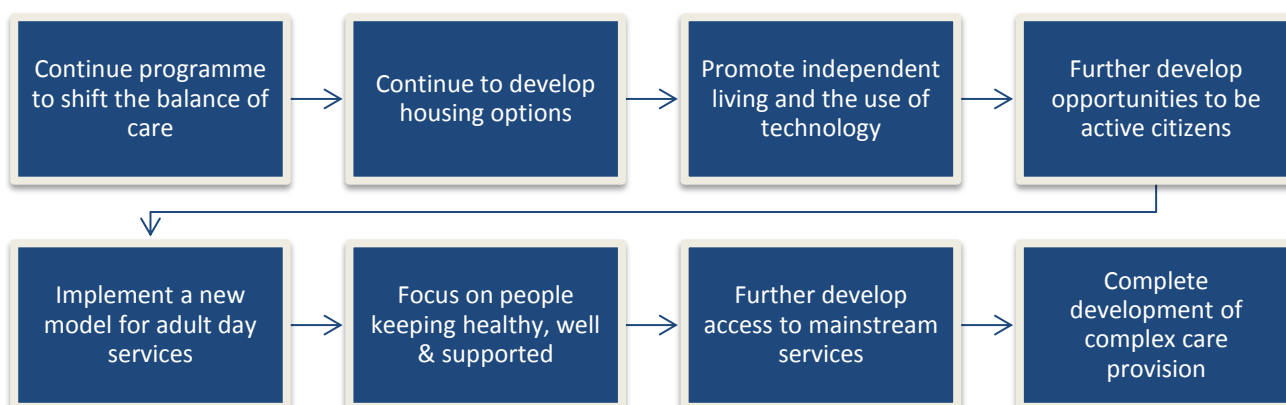 Continue programme
to shift the balance of
care
Continue to develop
housing options
Promote independent
living and the use of
technology
Further develop
opportunities to be
active citizens
Implement a new
model for adult day
services
Focus on people
keeping healthy, well
& supported
Further develop
access to mainstream
services
Complete
development of
complex care
provision